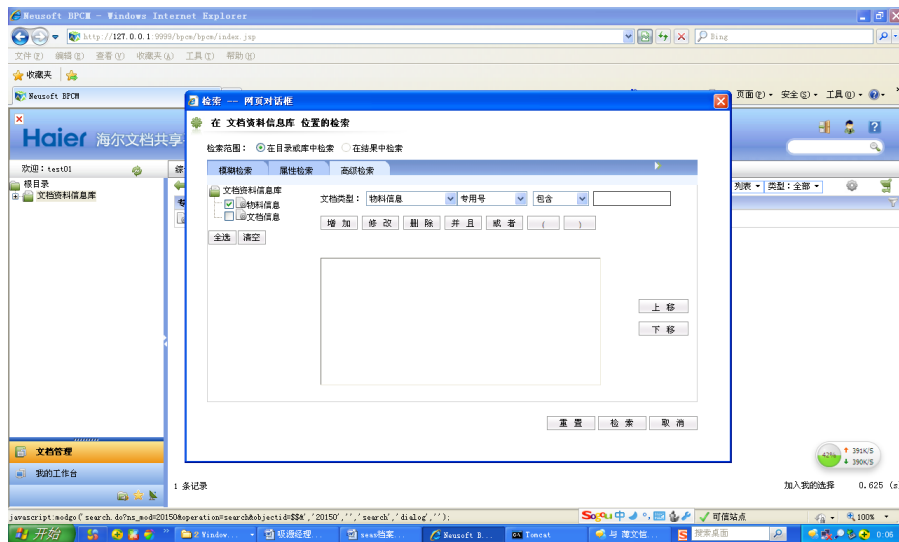 Neusoft BPCM - Windows Internet Explorer
http://127.0.0.1:9999/bpcm/bpcm/index.jsp
Bing
文件(F) 编辑(E) 查看(V) 收藏夹(A) 工具(T) 帮助(H)
收藏夹
Neusoft BPCM
页面(P) 安全(S) 工具(O)
检索 -- 网页对话框
在 文档资料信息库 位置的检索
Haier 海尔文档共享
检索范围： 在目录或库中检索 在结果中检索
欢迎：test01
模糊检索 属性检索 高级检索
根目录
文档资料信息库
列表 类型：全部
文档资料信息库
物料信息
文档信息
全选 清空
文档类型： 物料信息 专用号 包含
增 加 修 改 删 除 并 且 或 者 ( )
上 移
下 移
重 置 检 索 取 消
文档管理
我的工作台
42%
391K/S
390K/S
1 条记录
加入我的选择 0.625 (s
javascript:modgo('search.do?ns_mod=20150&operation=search&objectid=$$&','20150','','search','dialog','');
Sogou 中
可信站点
100%
开始
2 Window...
Neusoft B...
Tomcat
搜索桌面
0:06